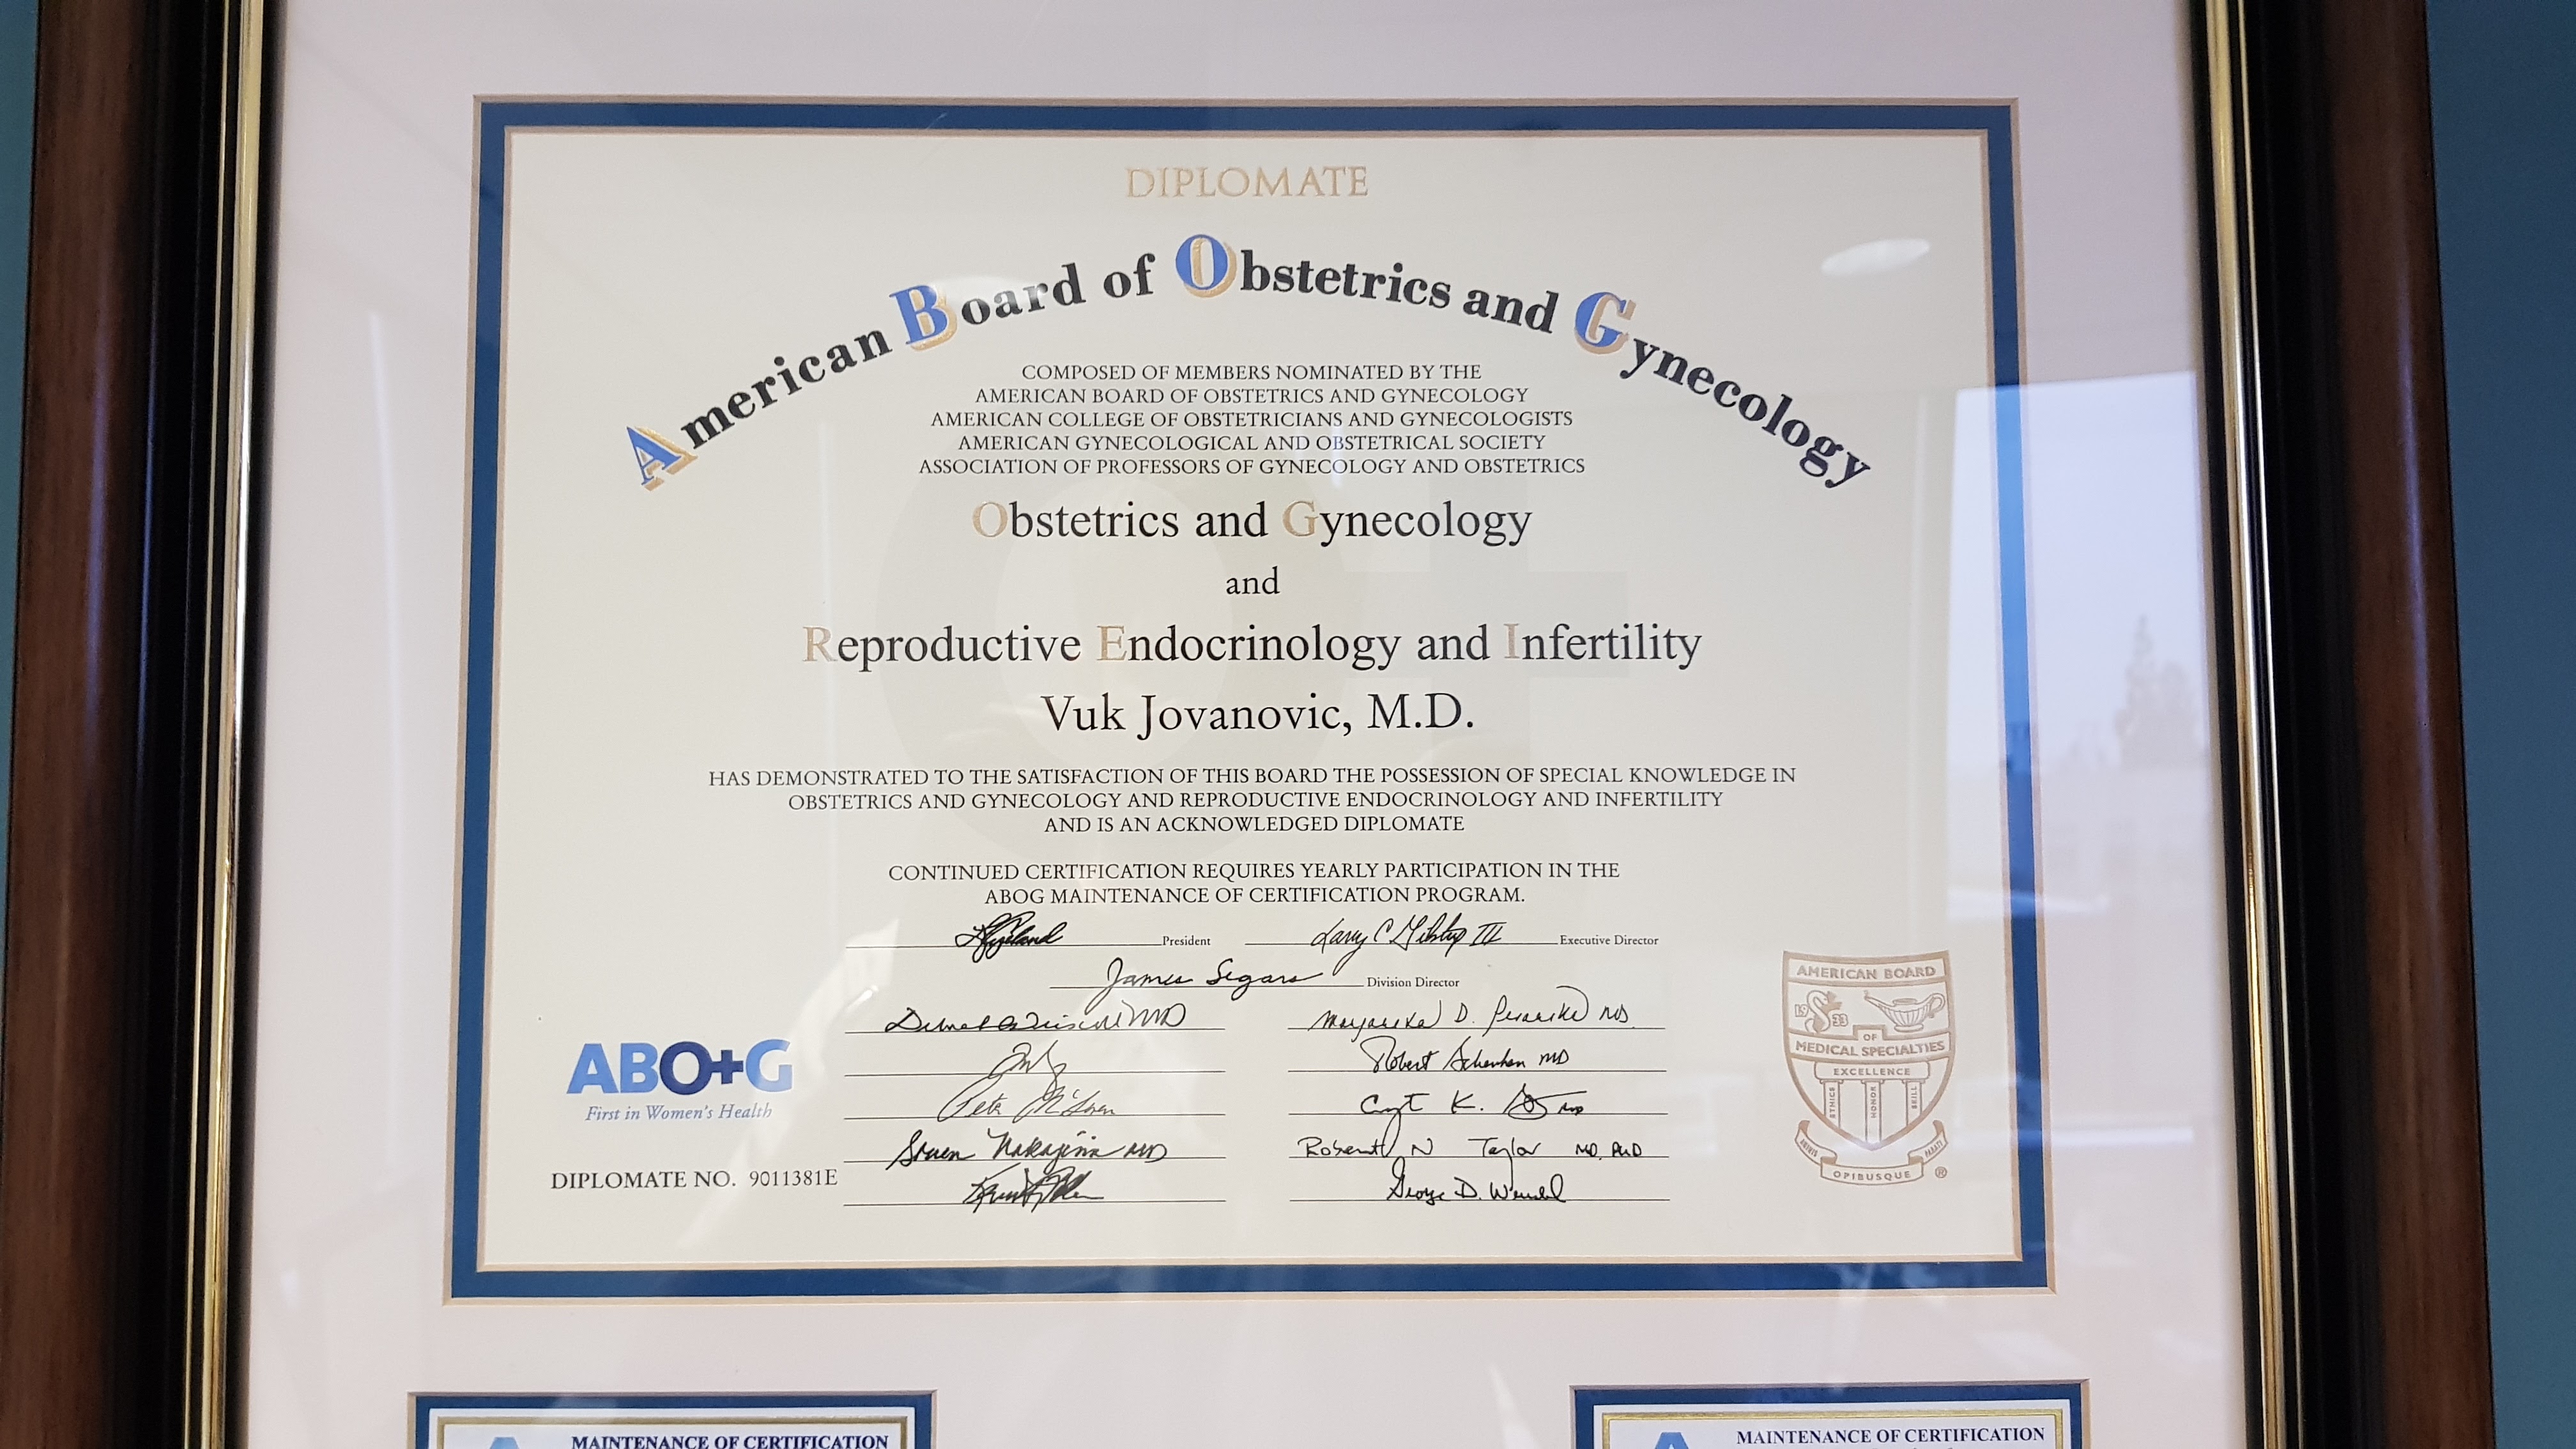 DIPLOMATE
American Board of Obstetrics and Gynecology
COMPOSED OF MEMBERS NOMINATED BY THE
AMERICAN BOARD OF OBSTETRICS AND GYNECOLOGY
AMERICAN COLLEGE OF OBSTETRICIANS AND GYNECOLOGISTS
AMERICAN GYNECOLOGICAL AND OBSTETRICAL SOCIETY
ASSOCIATION OF PROFESSORS OF GYNECOLOGY AND OBSTETRICS
Obstetrics and Gynecology
and
Reproductive Endocrinology and Infertility
Vuk Jovanovic, M.D.
HAS DEMONSTRATED TO THE SATISFACTION OF THIS BOARD THE POSSESSION OF SPECIAL KNOWLEDGE IN
OBSTETRICS AND GYNECOLOGY AND REPRODUCTIVE ENDOCRINOLOGY AND INFERTILITY
AND IS AN ACKNOWLEDGED DIPLOMATE
CONTINUED CERTIFICATION REQUIRES YEARLY PARTICIPATION IN THE
ABOG MAINTENANCE OF CERTIFICATION PROGRAM.
President
Larry C III Executive Director
James Segars Division Director
MD
D. MD.
Robert MD
K. MD
MD
Robert N Taylor MD, PhD
George D. Wendel
ABO+G
First in Women's Health
DIPLOMATE NO. 9011381E
AMERICAN BOARD
19 33
OF
MEDICAL SPECIALTIES
EXCELLENCE
ETHICS HONOR SKILL
OPIBUSQUE ®
MAINTENANCE OF CERTIFICATION
MAINTENANCE OF CERTIFICATION